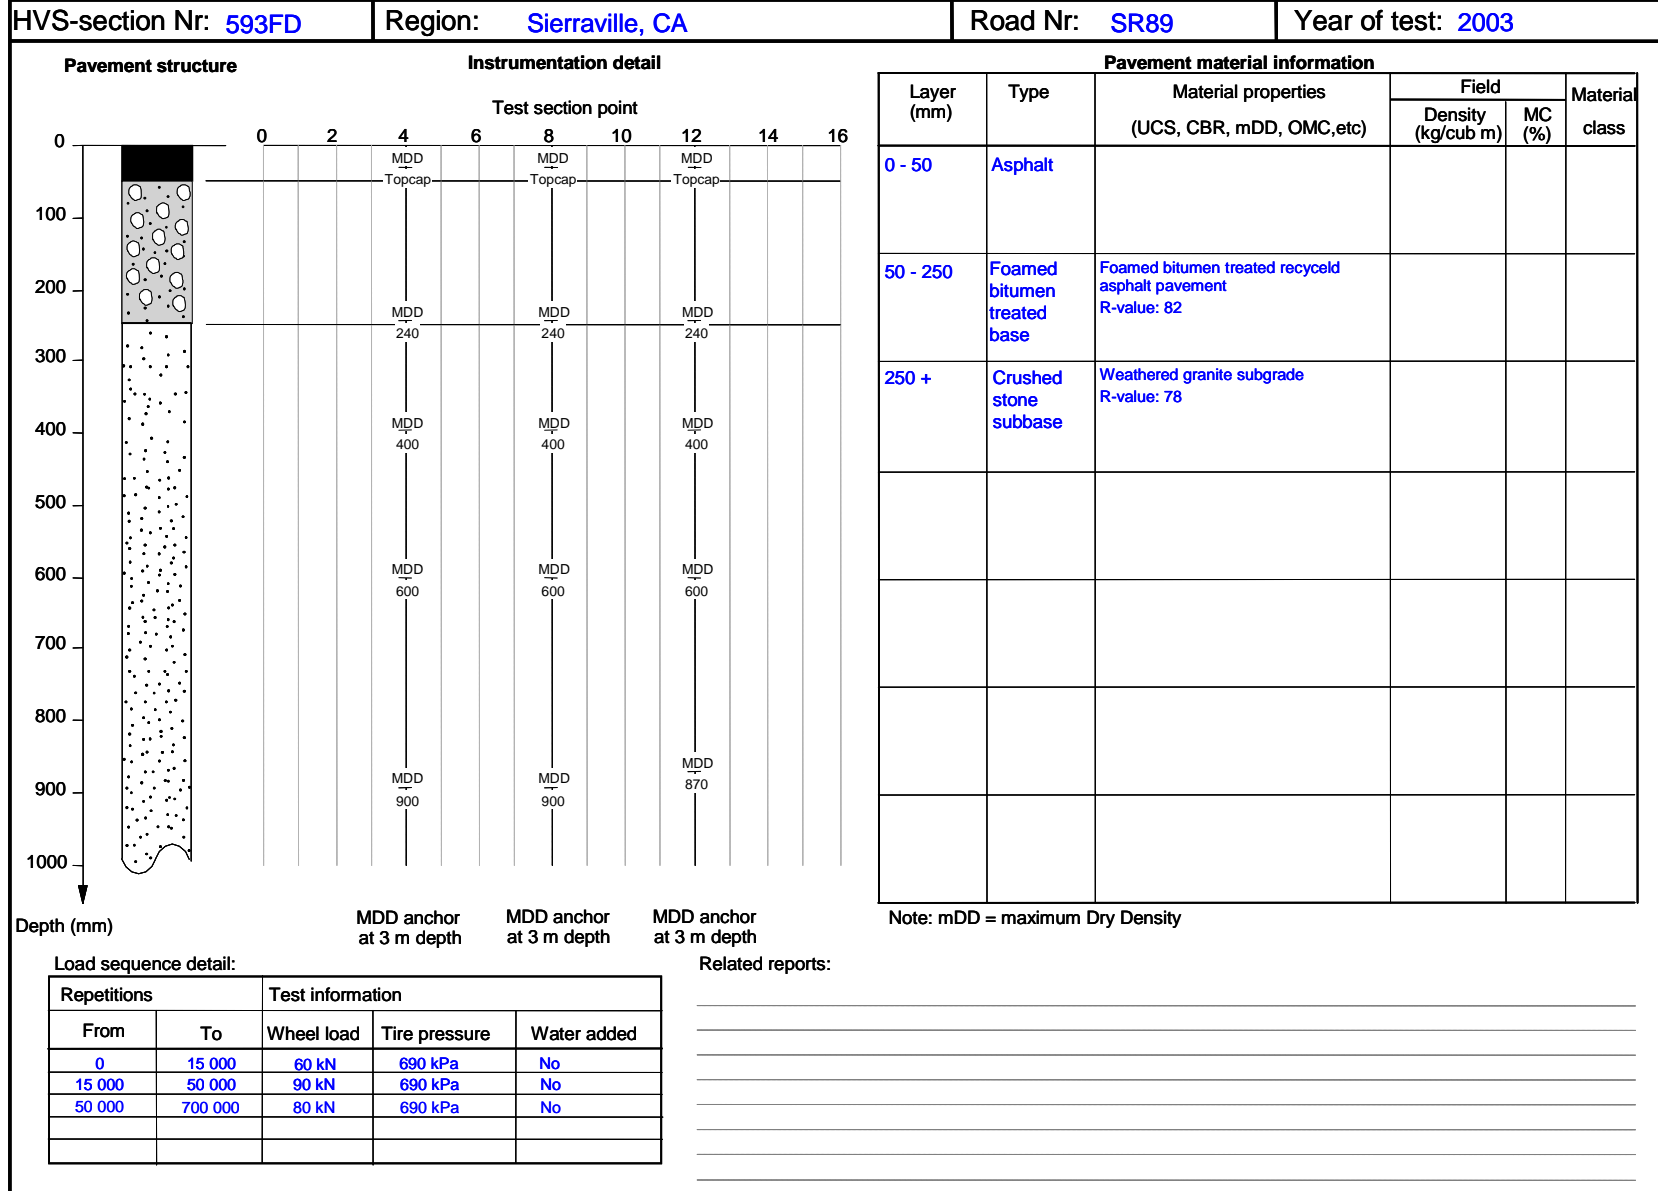 HVS-section Nr: 593FD Region: Sierraville, CA Road Nr: SR89 Year of test: 2003
Pavement structure Instrumentation detail Pavement material information
Test section point
0 2 4 6 8 10 12 14 16
0
100
200
300
400
500
600
700
800
900
1000
Depth (mm)
MDD MDD MDD
Topcap Topcap Topcap
MDD MDD MDD
240 240 240
MDD MDD MDD
400 400 400
MDD MDD MDD
600 600 600
MDD MDD MDD
900 900 870
MDD anchor MDD anchor MDD anchor
at 3 m depth at 3 m depth at 3 m depth
Layer Type Material properties Field Material
(mm) (UCS, CBR, mDD, OMC,etc) Density MC class
(kg/cub m) (%)
0 - 50 Asphalt
50 - 250 Foamed Foamed bitumen treated recyceld
bitumen asphalt pavement
treated R-value: 82
base
250 + Crushed Weathered granite subgrade
stone R-value: 78
subbase
Note: mDD = maximum Dry Density
Load sequence detail:
Repetitions Test information
From To Wheel load Tire pressure Water added
0 15 000 60 kN 690 kPa No
15 000 50 000 90 kN 690 kPa No
50 000 700 000 80 kN 690 kPa No
Related reports: